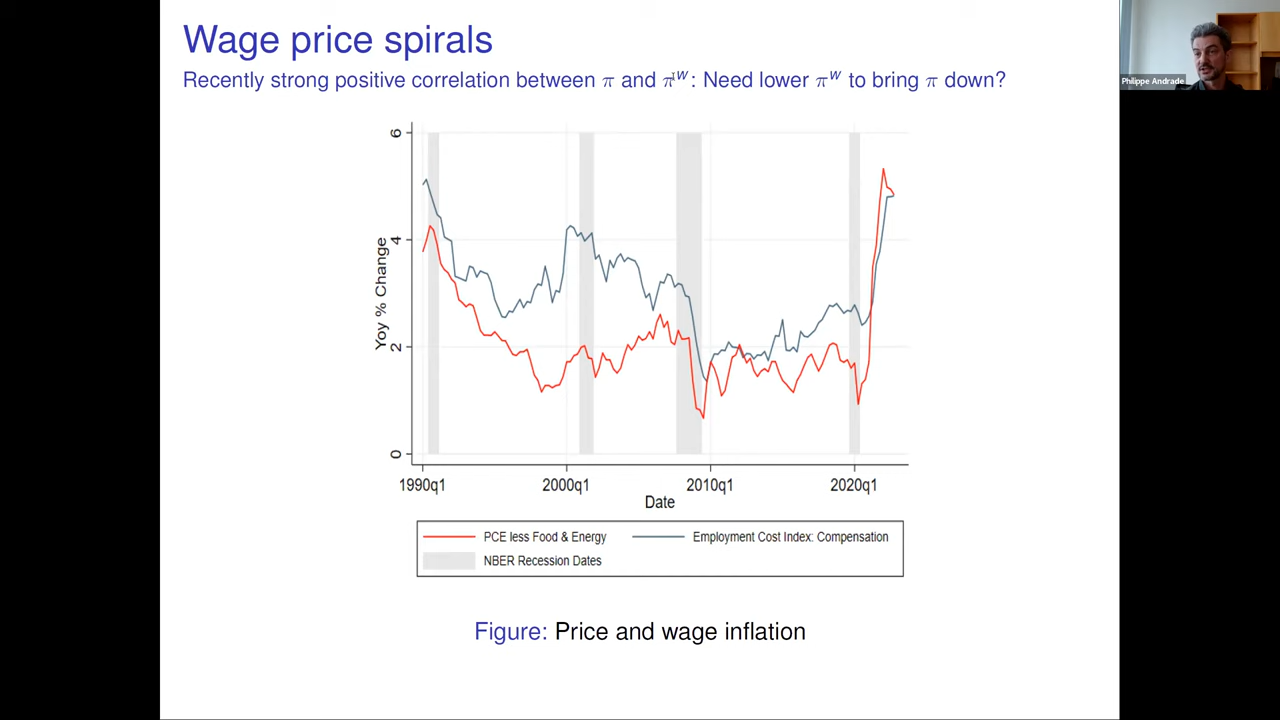 Wage price spirals
Recently strong positive correlation between π and πʷ: Need lower πʷ to bring π down?
Philippe Andrade
6
4
2
0
Yoy % Change
1990q1 2000q1 2010q1 2020q1
Date
PCE less Food & Energy Employment Cost Index: Compensation
NBER Recession Dates
Figure: Price and wage inflation